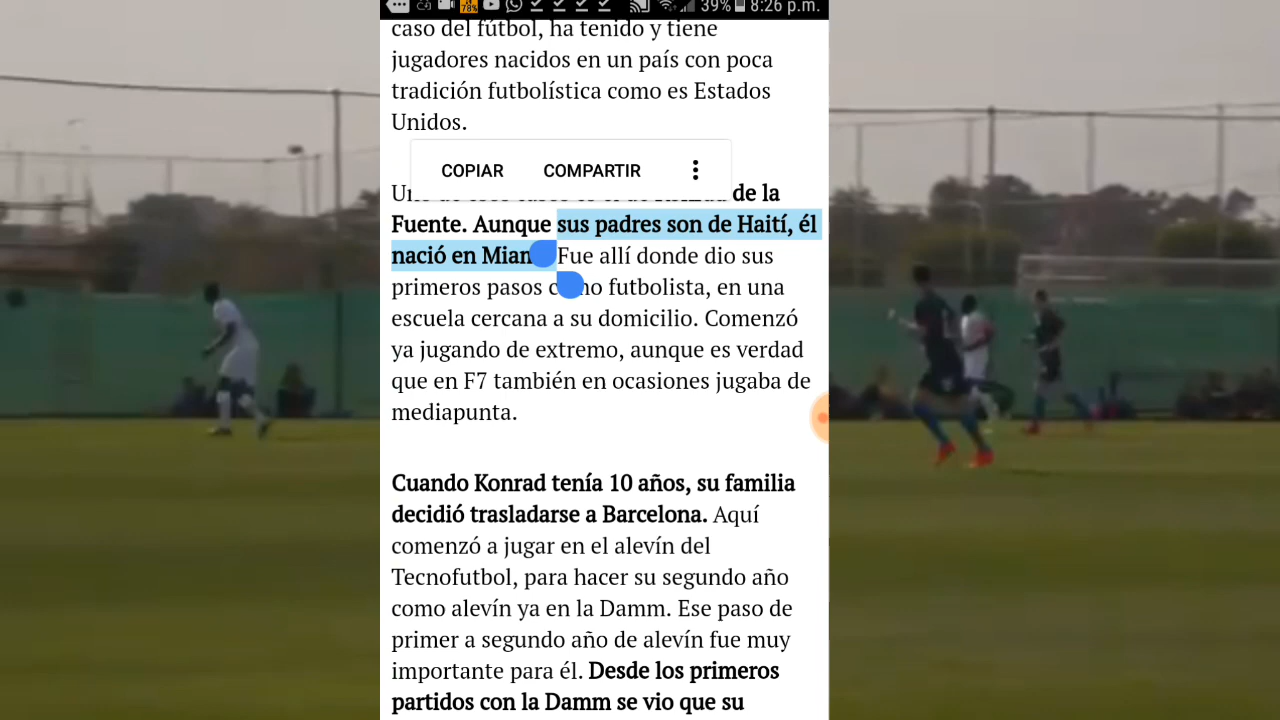 78%
39% 8:26 p.m.
caso del fútbol, ha tenido y tiene
jugadores nacidos en un país con poca
tradición futbolística como es Estados
Unidos.
COPIAR COMPARTIR
de la
Fuente. Aunque sus padres son de Haití, él
nació en Fue allí donde dio sus
primeros pasos futbolista, en una
escuela cercana a su domicilio. Comenzó
ya jugando de extremo, aunque es verdad
que en F7 también en ocasiones jugaba de
mediapunta.
Cuando Konrad tenía 10 años, su familia
decidió trasladarse a Barcelona. Aquí
comenzó a jugar en el alevín del
Tecnofutbol, para hacer su segundo año
como alevín ya en la Damm. Ese paso de
primer a segundo año de alevín fue muy
importante para él. Desde los primeros
partidos con la Damm se vio que su